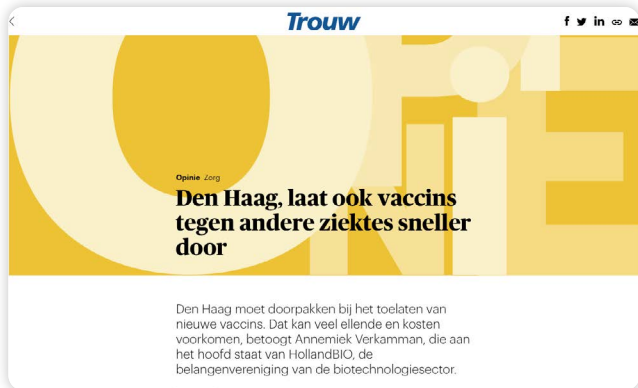 Trouw
OPiNiE
Opinie Zorg
Den Haag, laat ook vaccins
tegen andere ziektes sneller
door
Den Haag moet doorpakken bij het toelaten van
nieuwe vaccins. Dat kan veel ellende en kosten
voorkomen, betoogt Annemiek Verkamman, die aan
het hoofd staat van HollandBIO, de
belangenvereniging van de biotechnologiesector.